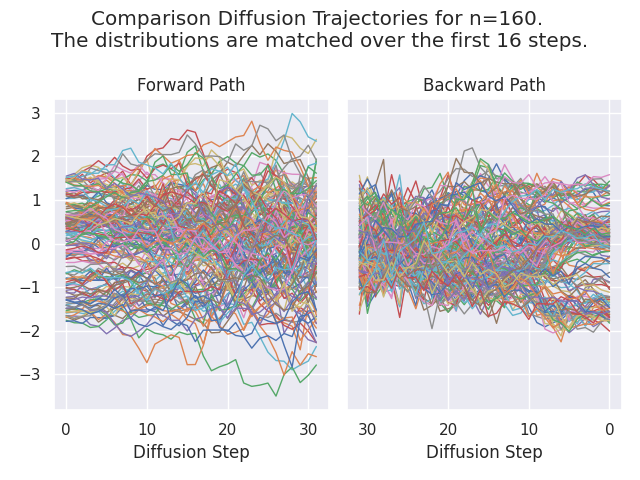 Comparison Diffusion Trajectories for n=160.
The distributions are matched over the first 16 steps.
Forward Path
Backward Path
3
2
1
0
−1
−2
−3
0 10 20 30
30 20 10 0
Diffusion Step
Diffusion Step